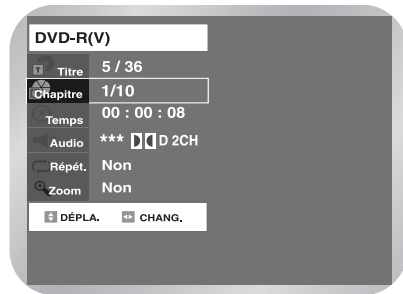 DVD-R(V)
T Titre 5 / 36
Chapitre 1/10
Temps 00 : 00 : 08
Audio *** D 2CH
Répét. Non
Zoom Non
DÉPLA. CHANG.